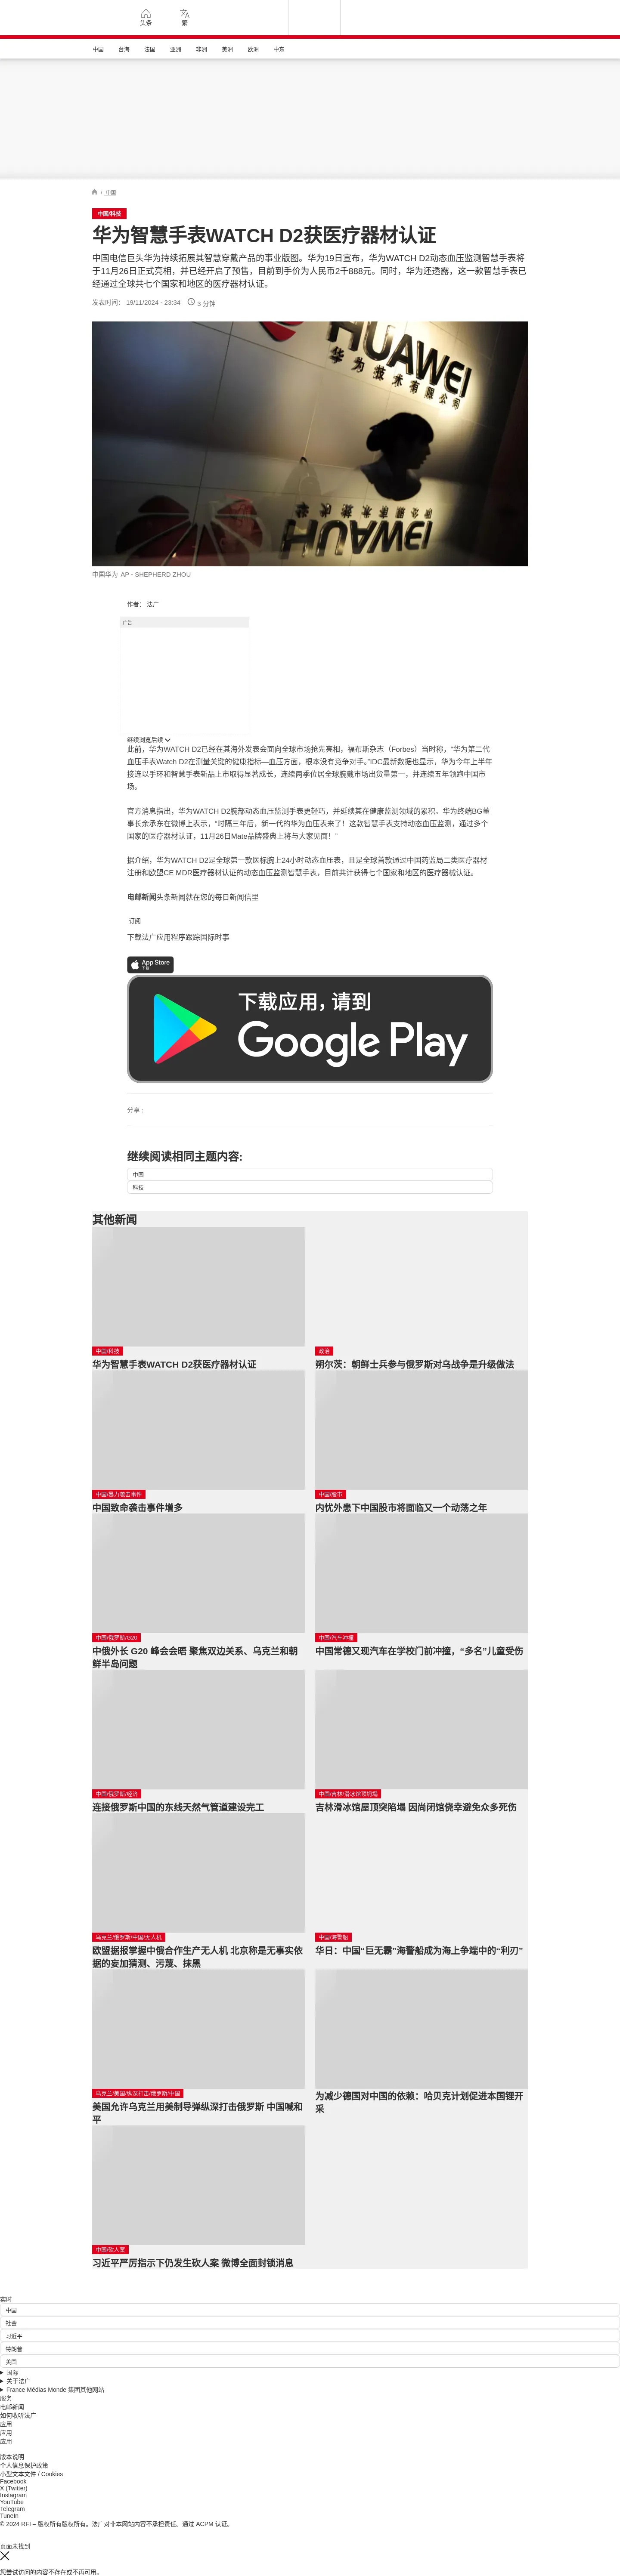 头条
繁
中国
台海
法国
亚洲
非洲
美洲
欧洲
中东
/ 中国
中国/科技
华为智慧手表WATCH D2获医疗器材认证
中国电信巨头华为持续拓展其智慧穿戴产品的事业版图。华为19日宣布，华为WATCH D2动态血压监测智慧手表将
于11月26日正式亮相，并已经开启了预售，目前到手价为人民币2千888元。同时，华为还透露，这一款智慧手表已
经通过全球共七个国家和地区的医疗器材认证。
发表时间： 19/11/2024 - 23:34
3 分钟
HUAWEI
华为技术有限公司
HUAWEI
中国华为 AP - SHEPHERD ZHOU
作者： 法广
广告
继续浏览后续
此前，华为WATCH D2已经在其海外发表会面向全球市场抢先亮相，福布斯杂志（Forbes）当时称，“华为第二代
血压手表Watch D2在测量关键的健康指标—血压方面，根本没有竞争对手。”IDC最新数据也显示，华为今年上半年
接连以手环和智慧手表新品上市取得显著成长，连续两季位居全球腕戴市场出货量第一，并连续五年领跑中国市
场。
官方消息指出，华为WATCH D2腕部动态血压监测手表更轻巧，并延续其在健康监测领域的累积。华为终端BG董
事长余承东在微博上表示，“时隔三年后，新一代的华为血压表来了！这款智慧手表支持动态血压监测，通过多个
国家的医疗器材认证，11月26日Mate品牌盛典上将与大家见面！”
据介绍，华为WATCH D2是全球第一款医标腕上24小时动态血压表，且是全球首款通过中国药监局二类医疗器材
注册和欧盟CE MDR医疗器材认证的动态血压监测智慧手表，目前共计获得七个国家和地区的医疗器械认证。
电邮新闻头条新闻就在您的每日新闻信里
订阅
下载法广应用程序跟踪国际时事
App Store
下载
下载应用，请到
Google Play
分享 :
继续阅读相同主题内容:
中国
科技
其他新闻
中国/科技
华为智慧手表WATCH D2获医疗器材认证
政治
朔尔茨：朝鲜士兵参与俄罗斯对乌战争是升级做法
中国/暴力袭击事件
中国致命袭击事件增多
中国/股市
内忧外患下中国股市将面临又一个动荡之年
中国/俄罗斯/G20
中俄外长 G20 峰会会晤 聚焦双边关系、乌克兰和朝
鲜半岛问题
中国/汽车冲撞
中国常德又现汽车在学校门前冲撞，“多名”儿童受伤
中国/俄罗斯/经济
连接俄罗斯中国的东线天然气管道建设完工
中国/吉林/滑冰馆顶坍塌
吉林滑冰馆屋顶突陷塌 因尚闭馆侥幸避免众多死伤
乌克兰/俄罗斯/中国/无人机
欧盟据报掌握中俄合作生产无人机 北京称是无事实依
据的妄加猜测、污蔑、抹黑
中国/海警船
华日：中国“巨无霸”海警船成为海上争端中的“利刃”
乌克兰/美国/纵深打击/俄罗斯/中国
美国允许乌克兰用美制导弹纵深打击俄罗斯 中国喊和
平
为减少德国对中国的依赖：哈贝克计划促进本国锂开
采
中国/砍人案
习近平严厉指示下仍发生砍人案 微博全面封锁消息
实时
中国
社会
习近平
特朗普
美国
国际
关于法广
France Médias Monde 集团其他网站
服务
电邮新闻
如何收听法广
应用
应用
应用
版本说明
个人信息保护政策
小型文本文件 / Cookies
Facebook
X (Twitter)
Instagram
YouTube
Telegram
TuneIn
© 2024 RFI – 版权所有版权所有。法广对非本网站内容不承担责任。通过 ACPM 认证。
页面未找到
您尝试访问的内容不存在或不再可用。